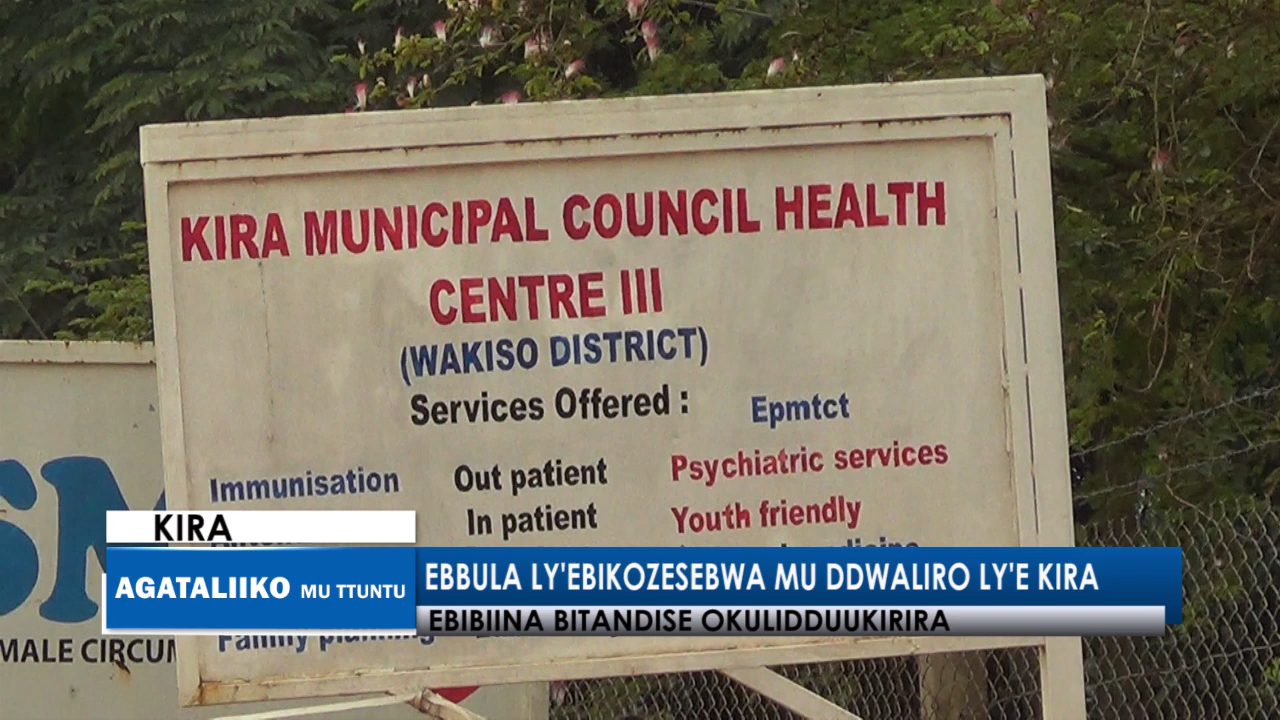 KIRA MUNICIPAL COUNCIL HEALTH
CENTRE III
(WAKISO DISTRICT)
Services Offered :
Epmtct
Immunisation Out patient Psychiatric services
In patient Youth friendly
Family planning
MALE CIRCUM
KIRA
AGATALIIKO MU TTUNTU
EBBULA LY'EBIKOZESEBWA MU DDWALIRO LY'E KIRA
EBIBIINA BITANDISE OKULIDDUUKIRIRA